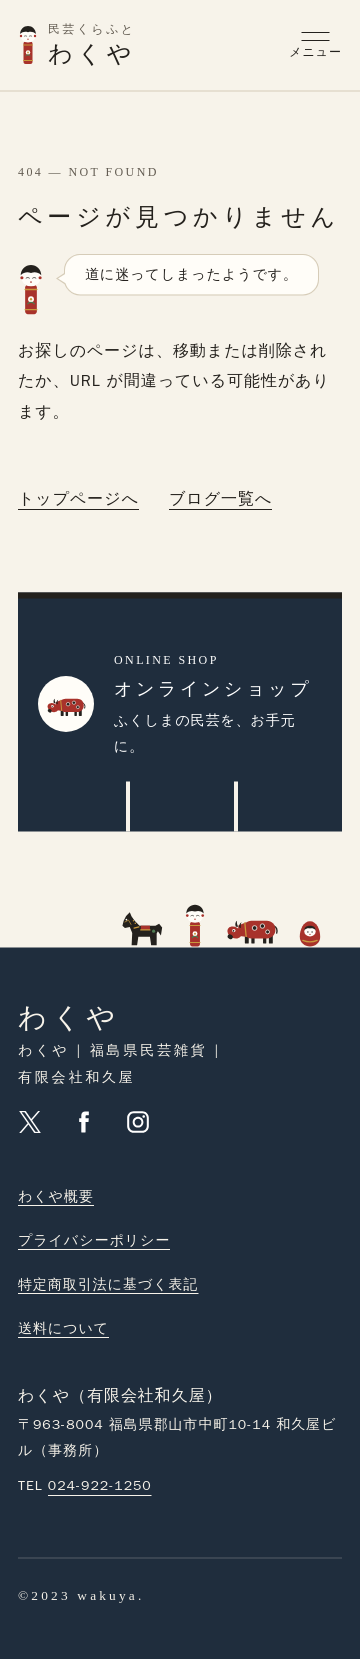 民芸くらふと
わくや
メニュー
404 — NOT FOUND
ページが見つかりません
道に迷ってしまったようです。
お探しのページは、移動または削除され
たか、URL が間違っている可能性があり
ます。
トップページへ ブログ一覧へ
ONLINE SHOP
オンラインショップ
ふくしまの民芸を、お手元
に。
わくや
わくや | 福島県民芸雑貨 |
有限会社和久屋
わくや概要
プライバシーポリシー
特定商取引法に基づく表記
送料について
わくや（有限会社和久屋）
〒963-8004 福島県郡山市中町10-14 和久屋ビ
ル（事務所）
TEL 024-922-1250
©2023 wakuya.